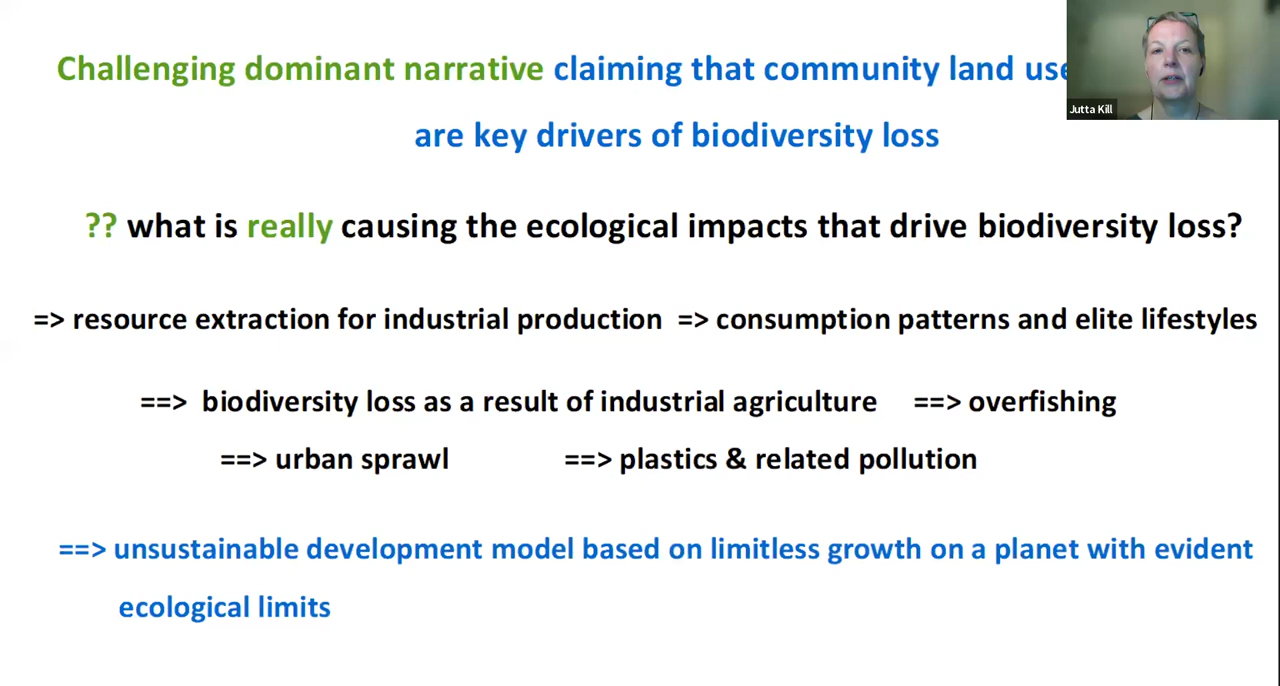 Challenging dominant narrative claiming that community land use
are key drivers of biodiversity loss
Jutta Kill
?? what is really causing the ecological impacts that drive biodiversity loss?
=> resource extraction for industrial production => consumption patterns and elite lifestyles
==> biodiversity loss as a result of industrial agriculture ==> overfishing
==> urban sprawl ==> plastics & related pollution
==> unsustainable development model based on limitless growth on a planet with evident
ecological limits